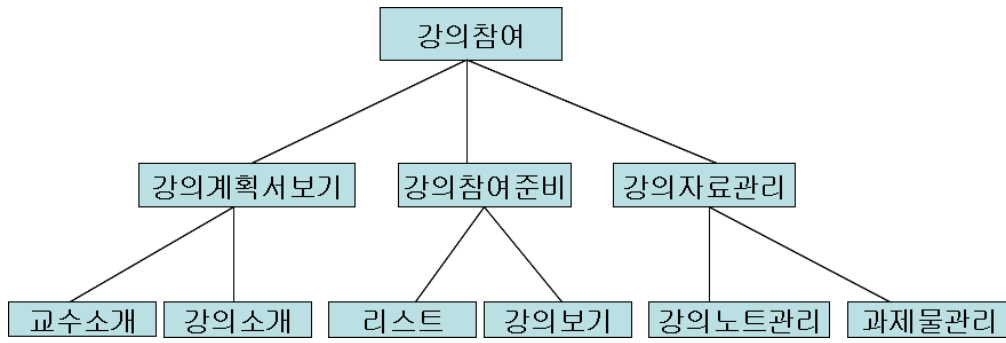 강의참여
강의계획서보기
강의참여준비
강의자료관리
교수소개
강의소개
리스트
강의보기
강의노트관리
과제물관리